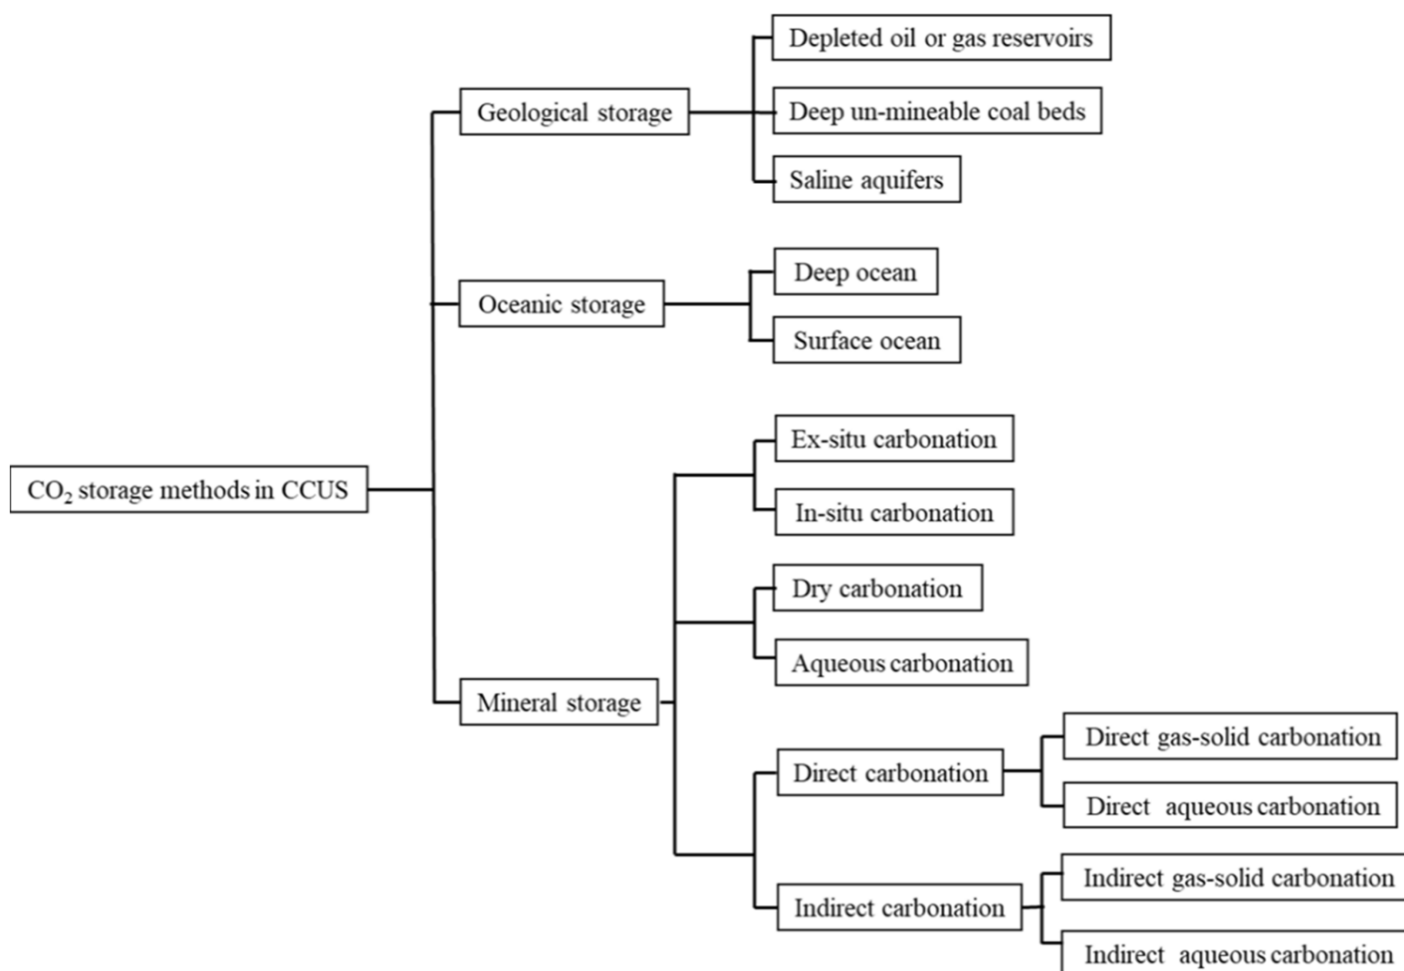 Depleted oil or gas reservoirs
Geological storage
Deep un-mineable coal beds
Saline aquifers
Deep ocean
Oceanic storage
Surface ocean
Ex-situ carbonation
CO₂ storage methods in CCUS
In-situ carbonation
Dry carbonation
Aqueous carbonation
Mineral storage
Direct gas-solid carbonation
Direct carbonation
Direct aqueous carbonation
Indirect gas-solid carbonation
Indirect carbonation
Indirect aqueous carbonation